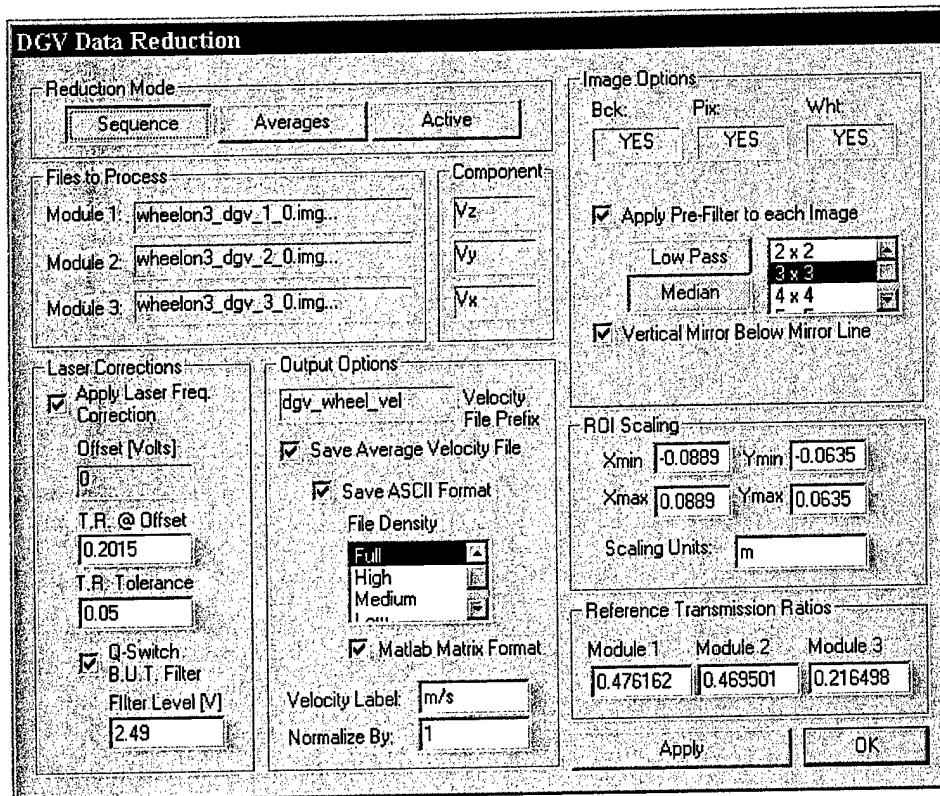 DGV Data Reduction
Reduction Mode
Sequence Averages Active
Files to Process
Module 1: wheelon3_dgv_1_0.img...
Module 2: wheelon3_dgv_2_0.img...
Module 3: wheelon3_dgv_3_0.img...
Component
Vz
Vy
Vx
Laser Corrections
Apply Laser Freq.
Correction
Offset [Volts]
0
T.R. @ Offset
0.2015
T.R. Tolerance
0.05
Q-Switch
B.U.T. Filter
Filter Level [V]
2.49
Output Options
dgv_wheel_vel Velocity
File Prefix
Save Average Velocity File
Save ASCII Format
File Density
Full
High
Medium
Low
Matlab Matrix Format
Velocity Label: m/s
Normalize By: 1
Image Options
Bck: Pix: Wht:
YES YES YES
Apply Pre-Filter to each Image
Low Pass
Median
2 x 2
3 x 3
4 x 4
Vertical Mirror Below Mirror Line
ROI Scaling
Xmin -0.0889 Ymin -0.0635
Xmax 0.0889 Ymax 0.0635
Scaling Units: m
Reference Transmission Ratios
Module 1 Module 2 Module 3
0.476162 0.469501 0.216498
Apply OK